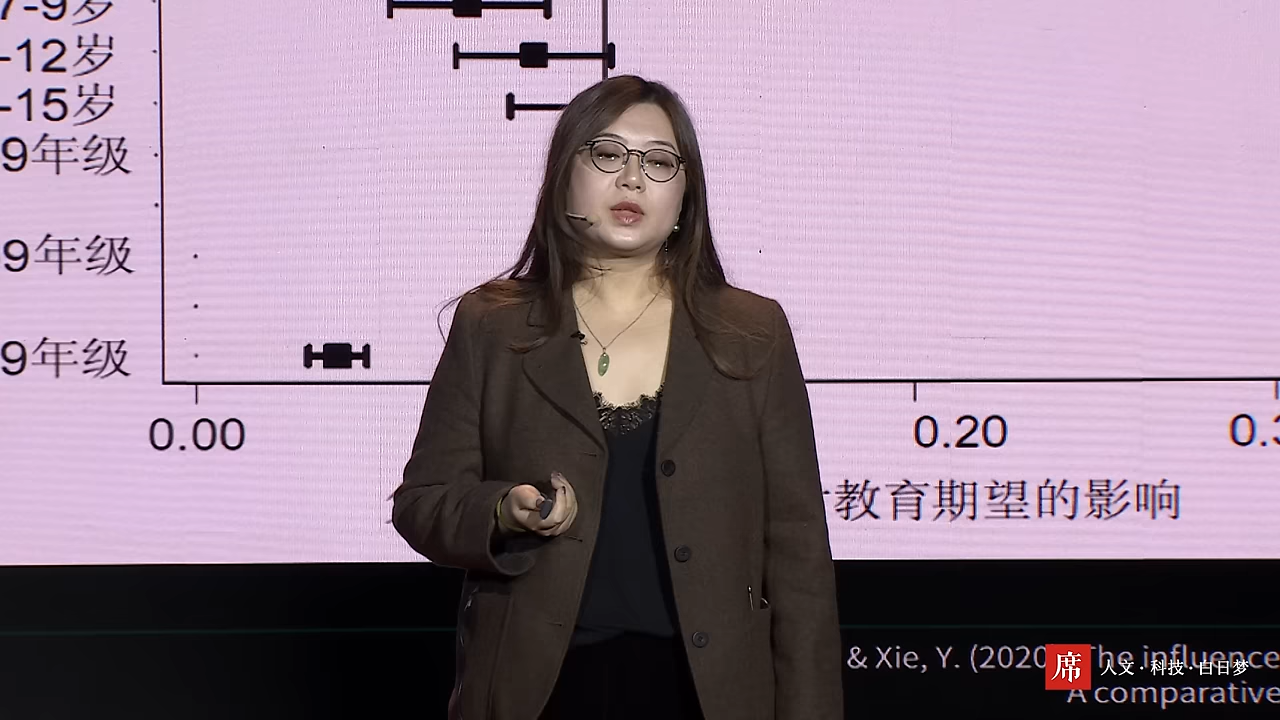 7-9岁
-12岁
-15岁
9年级
9年级
9年级
0.00
0.20
0.3
教育期望的影响
& Xie, Y. (2020
The influence
席 人文·科技·白日梦
A comparative